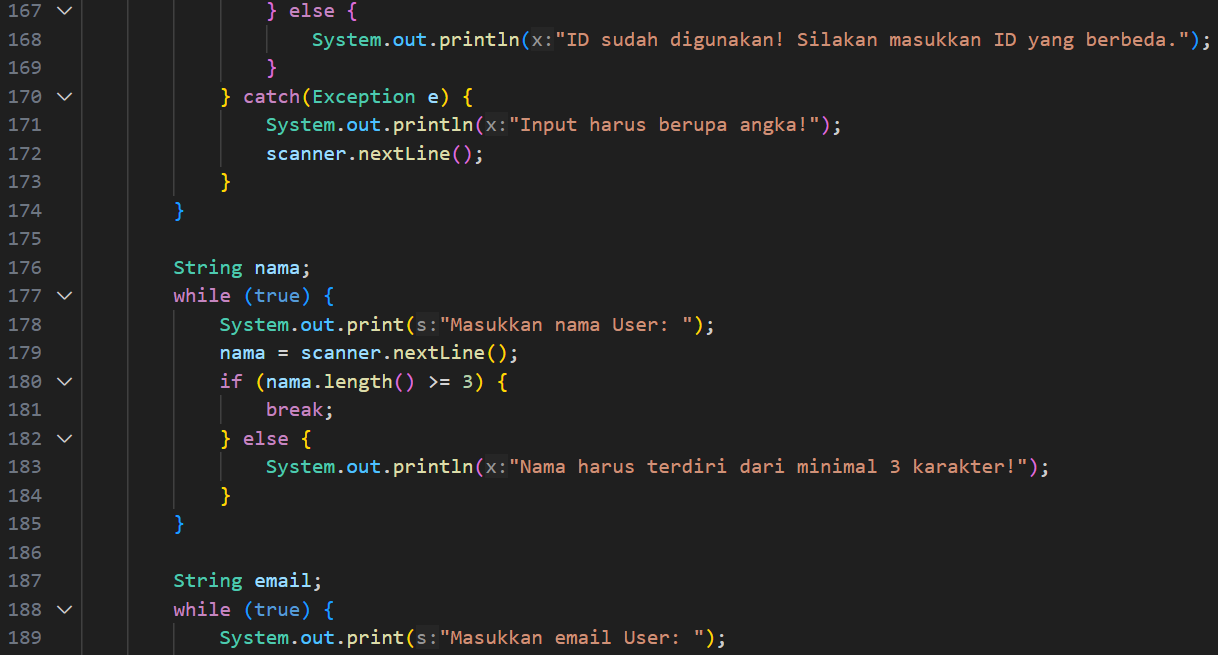 167 } else {
168 System.out.println(x:"ID sudah digunakan! Silakan masukkan ID yang berbeda.");
169 }
170 } catch(Exception e) {
171 System.out.println(x:"Input harus berupa angka!");
172 scanner.nextLine();
173 }
174 }
175
176 String nama;
177 while (true) {
178 System.out.print(s:"Masukkan nama User: ");
179 nama = scanner.nextLine();
180 if (nama.length() >= 3) {
181 break;
182 } else {
183 System.out.println(x:"Nama harus terdiri dari minimal 3 karakter!");
184 }
185 }
186
187 String email;
188 while (true) {
189 System.out.print(s:"Masukkan email User: ");